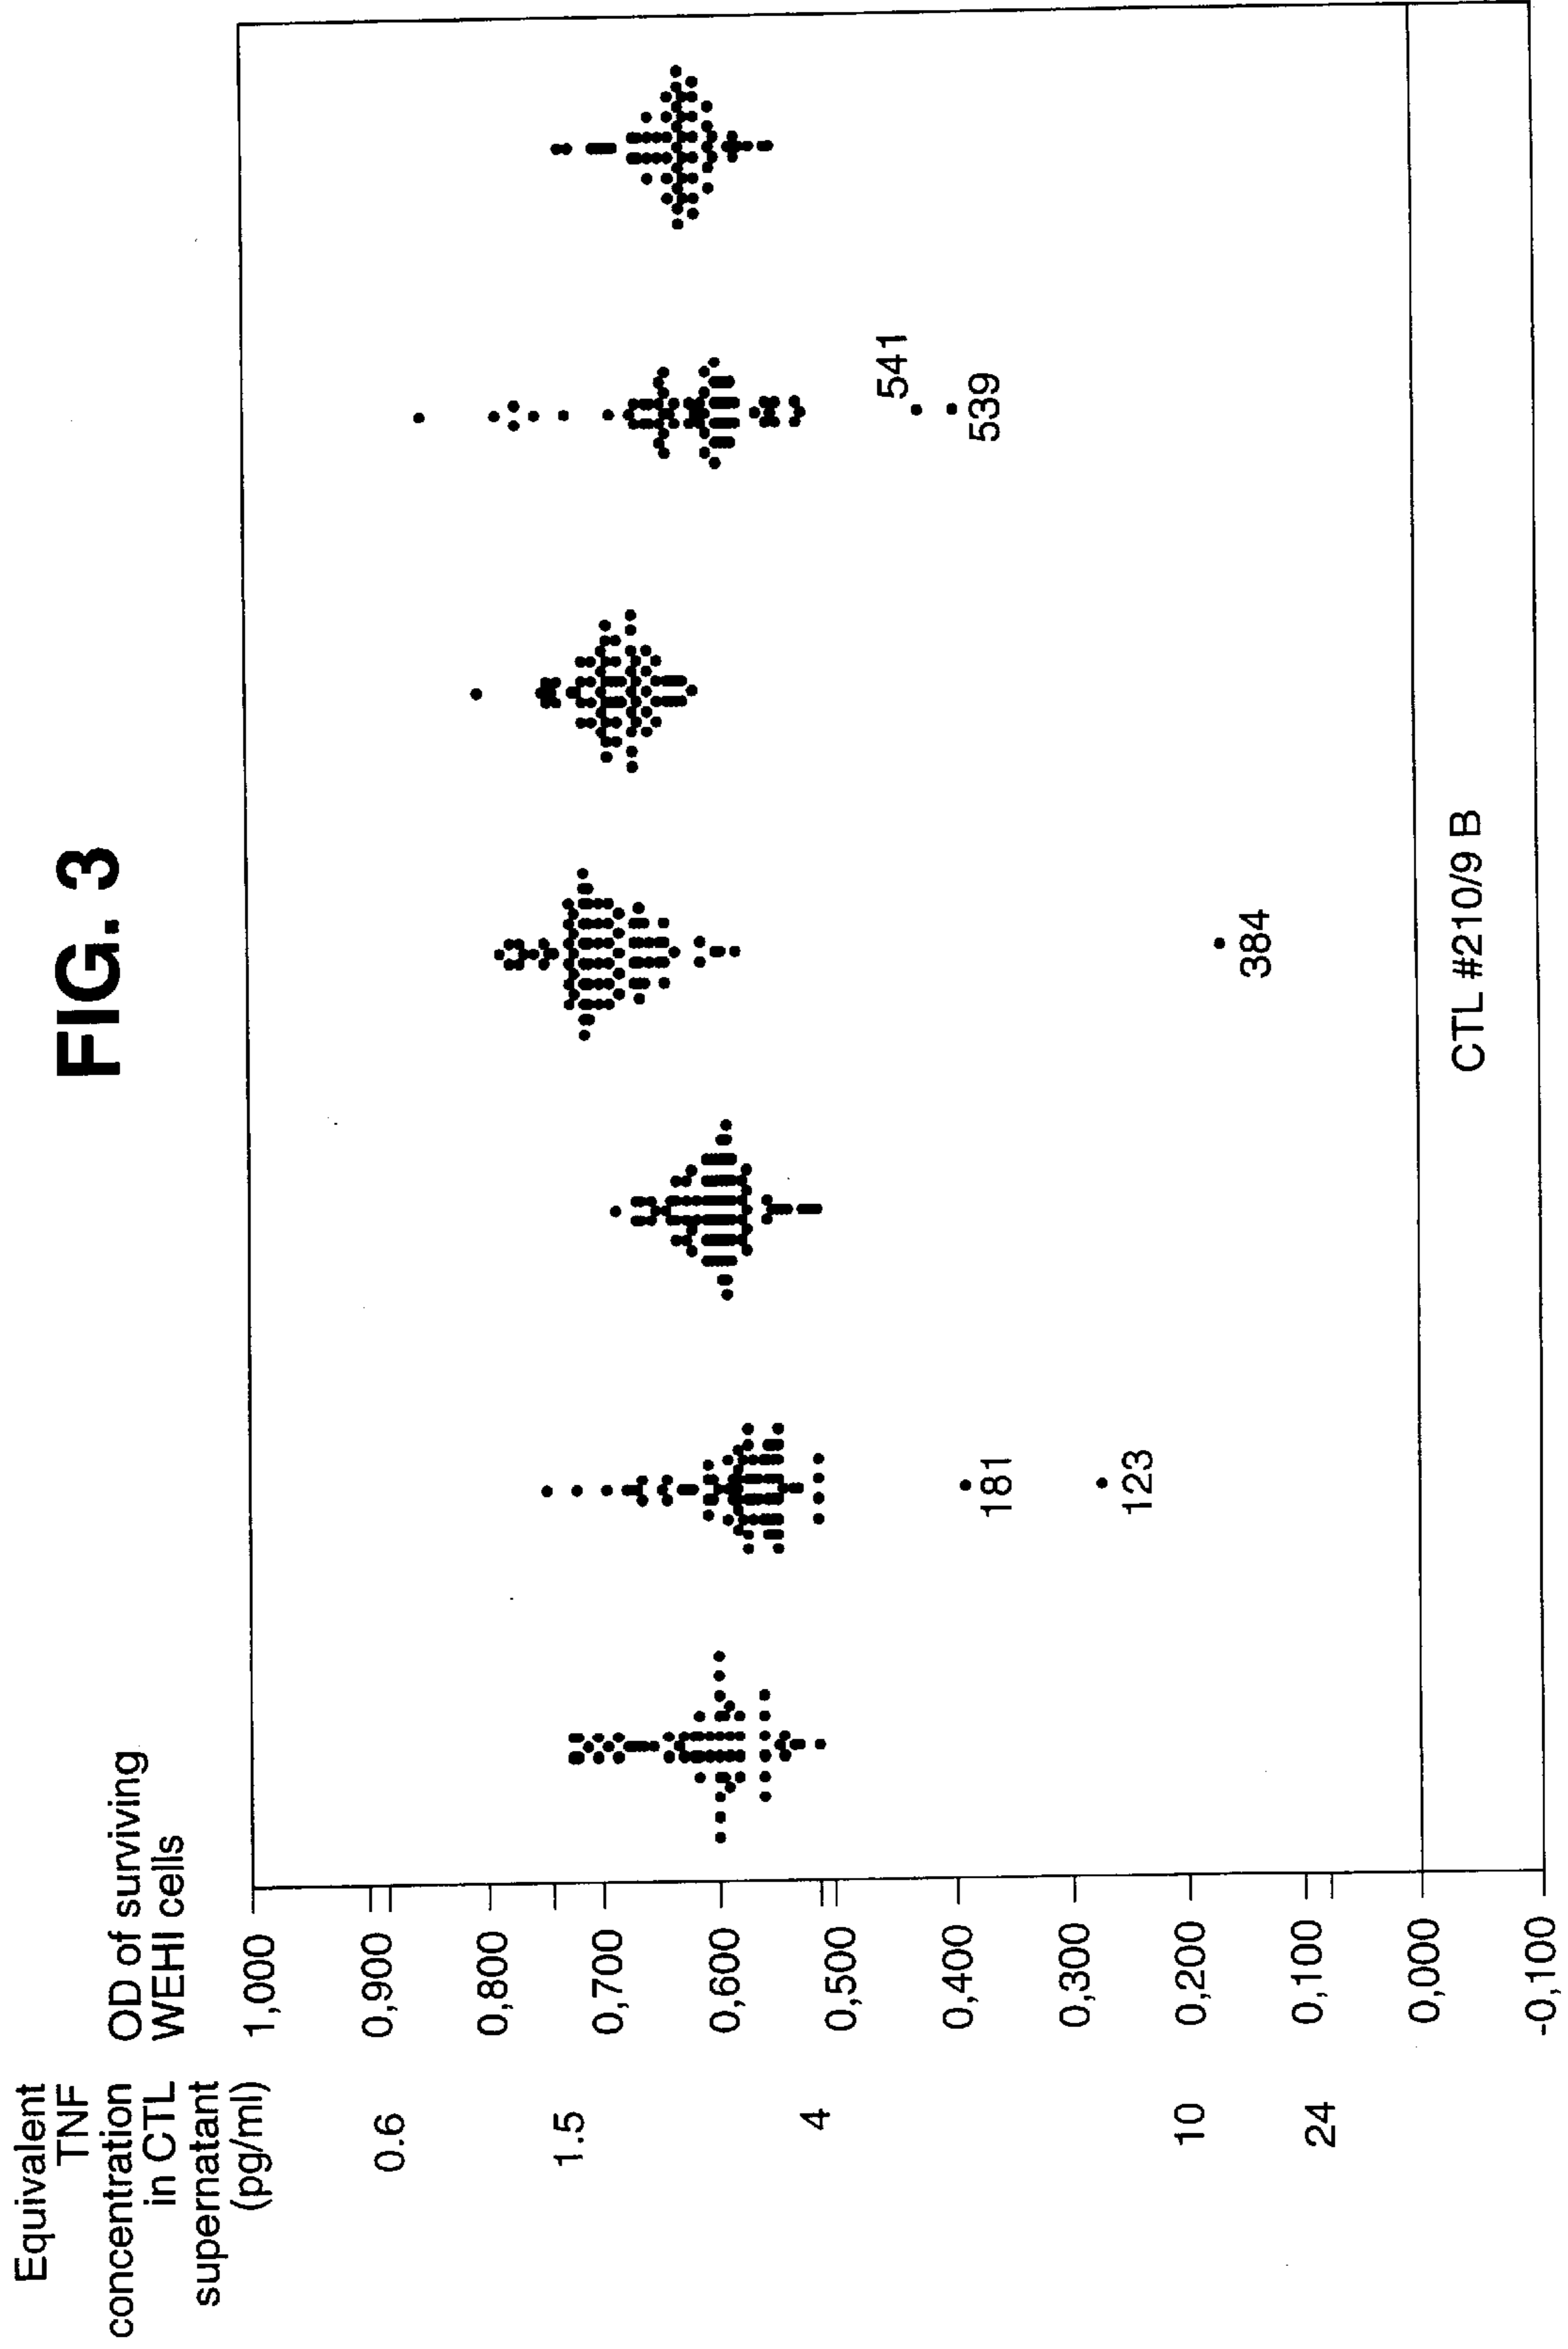 FIG. 3
Equivalent
TNF
concentration
in CTL
supernatant
(pg/ml)
OD of surviving
WEHI cells
1,000
0,900
0.6
0,800
1.5
0,700
0,600
4
0,500
0,400
0,300
10
0,200
24
0,100
0,000
-0,100
181
123
384
541
539
CTL #210/9 B